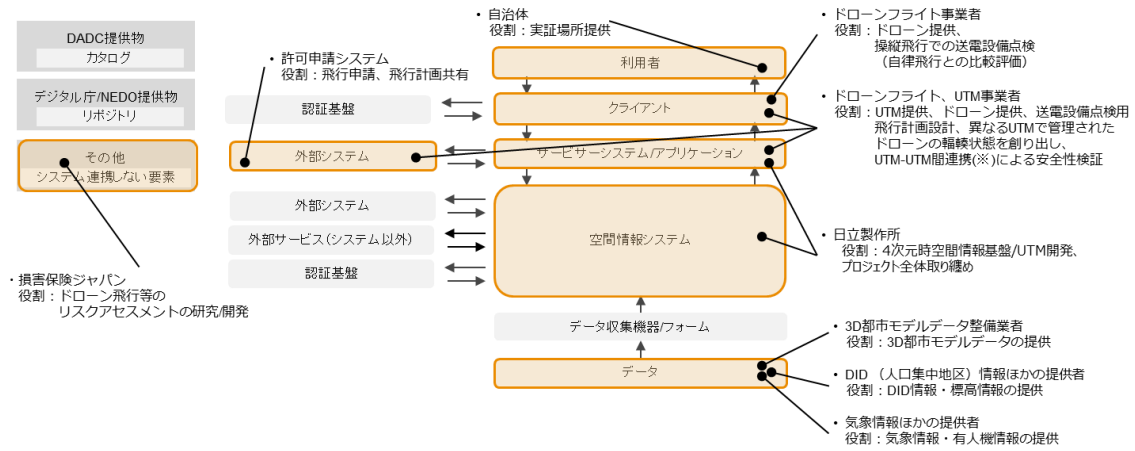 DADC提供物
カタログ
デジタル庁/NEDO提供物
リポジトリ
その他
システム連携しない要素
・損害保険ジャパン
役割：ドローン飛行等の
リスクアセスメントの研究/開発
・許可申請システム
役割：飛行申請、飛行計画共有
認証基盤
外部システム
外部システム
外部サービス（システム以外）
認証基盤
・自治体
役割：実証場所提供
利用者
クライアント
サービサーシステム/アプリケーション
空間情報システム
データ収集機器/フォーム
データ
・ドローンフライト事業者
役割：ドローン提供、
操縦飛行での送電設備点検
（自律飛行との比較評価）
・ドローンフライト、UTM事業者
役割：UTM提供、ドローン提供、送電設備点検用
飛行計画設計、異なるUTMで管理された
ドローンの輻輳状態を創り出し、
UTM-UTM間連携(※)による安全性検証
・日立製作所
役割：4次元時空間情報基盤/UTM開発、
プロジェクト全体取り纏め
・3D都市モデルデータ整備業者
役割：3D都市モデルデータの提供
・DID （人口集中地区）情報ほかの提供者
役割：DID情報・標高情報の提供
・気象情報ほかの提供者
役割：気象情報・有人機情報の提供